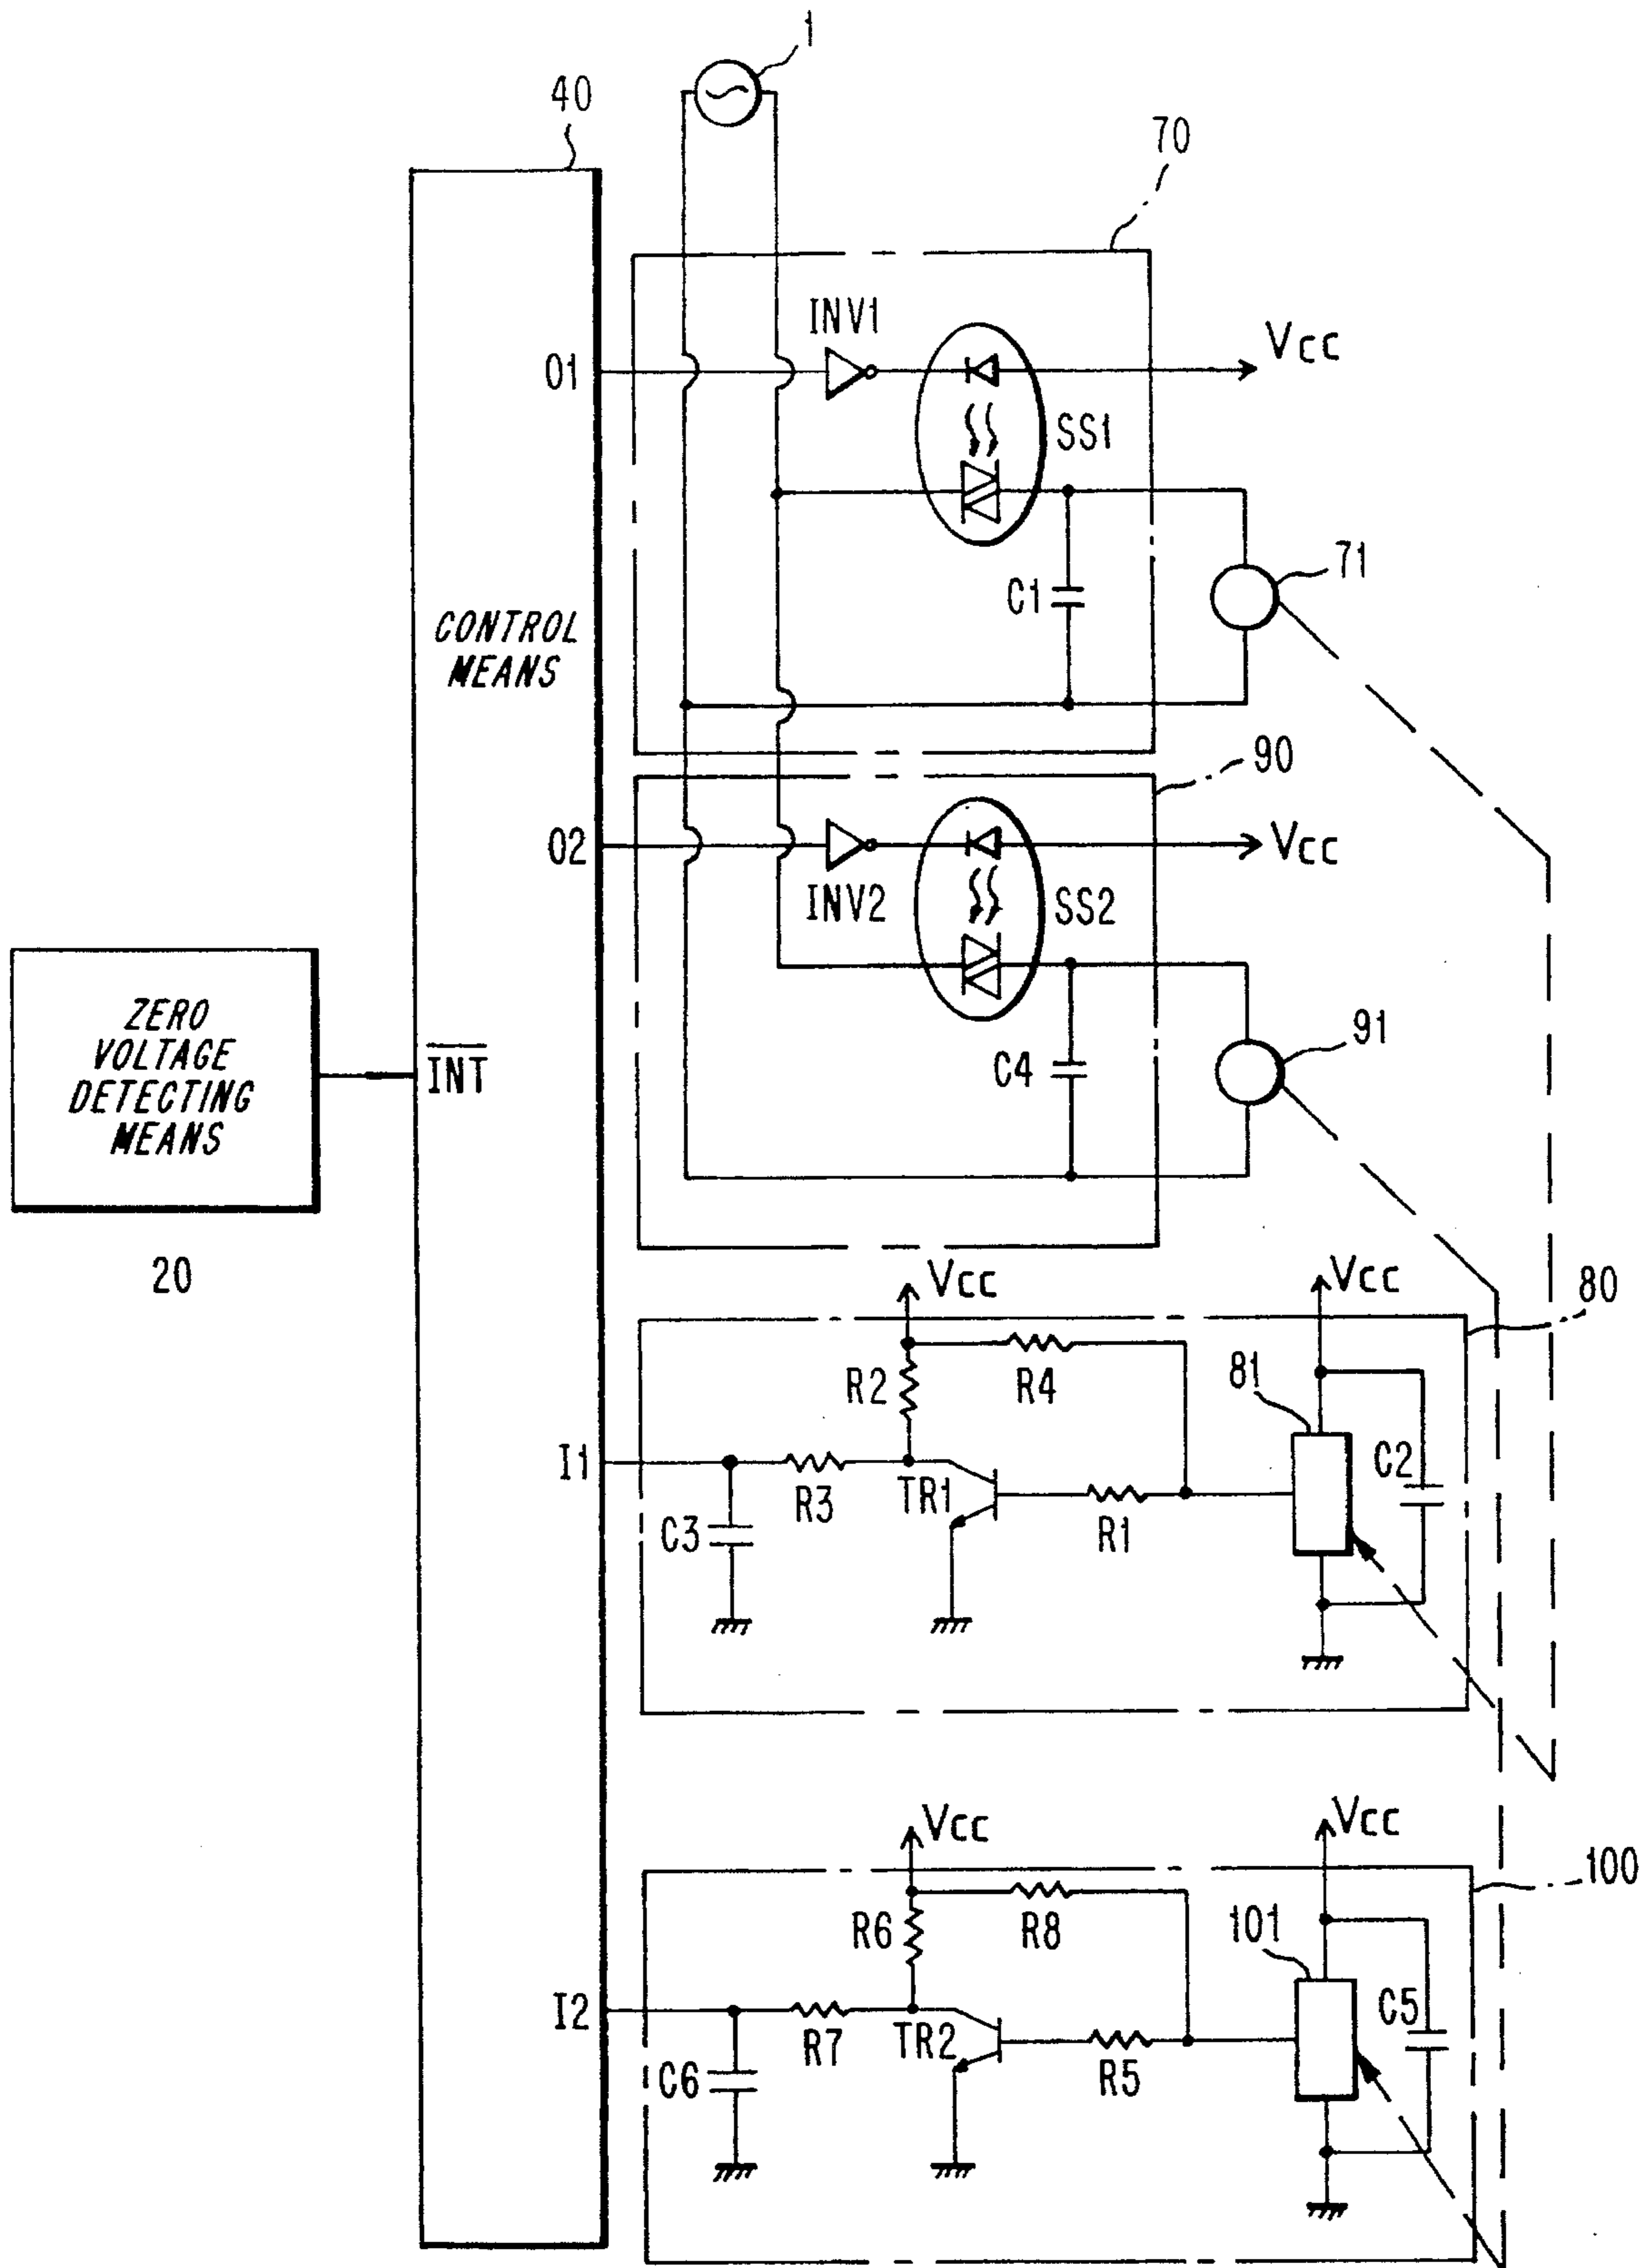 1
40
70
INV1
VCC
O1
SS1
71
C1
CONTROL
MEANS
90
O2
VCC
INV2
SS2
ZERO
VOLTAGE
DETECTING
MEANS
INT
91
C4
20
VCC
VCC
80
R2
R4
81
I1
C2
R3
TR1
R1
C3
VCC
VCC
100
R6
R8
101
I2
C5
R7
TR2
R5
C6